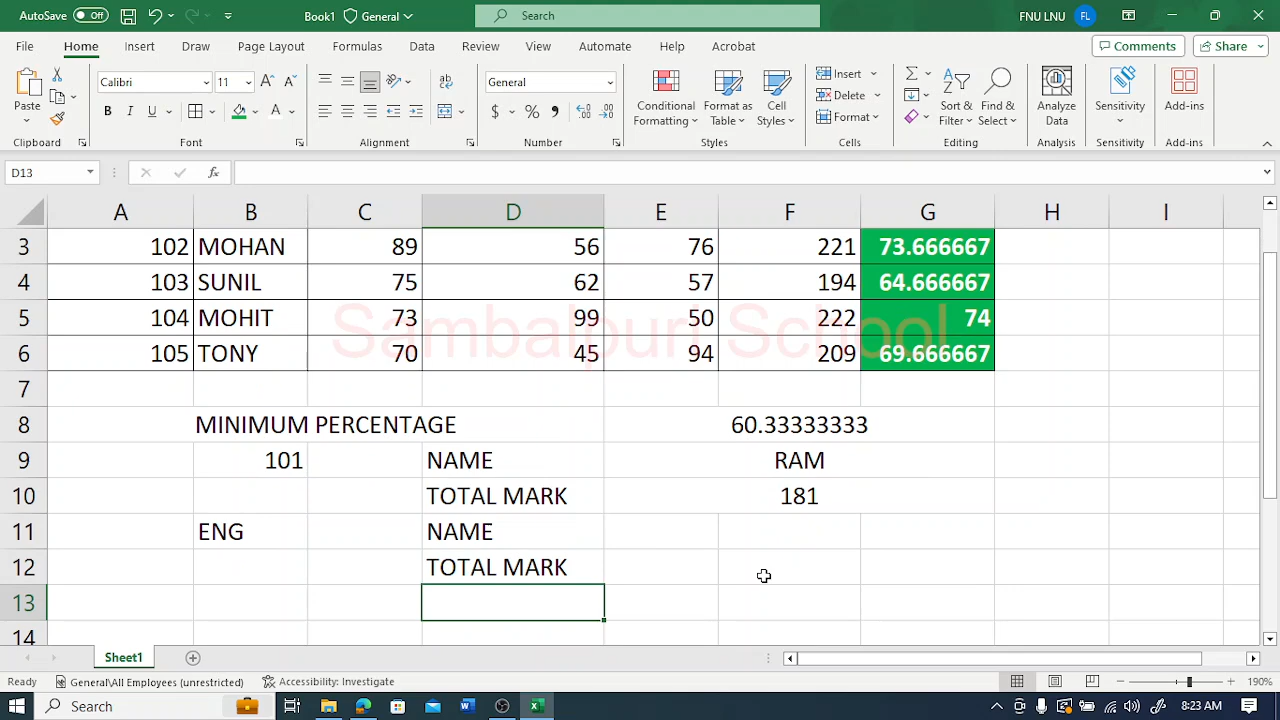 AutoSave Off Book1 General Search FNU LNU FL
File Home Insert Draw Page Layout Formulas Data Review View Automate Help Acrobat Comments Share
Paste Calibri 11 A A ab General Conditional Formatting Format as Table Cell Styles Insert Delete Format Sort & Filter Find & Select Analyze Data Sensitivity Add-ins
B I U A $ % 9
Clipboard Font Alignment Number Styles Cells Editing Analysis Sensitivity Add-ins
D13 fx
A B C D E F G H I
3 102 MOHAN 89 56 76 221 73.666667
4 103 SUNIL 75 62 57 194 64.666667
5 104 MOHIT 73 99 50 222 74
Sambalpuri School
6 105 TONY 70 45 94 209 69.666667
7
8 MINIMUM PERCENTAGE 60.33333333
9 101 NAME RAM
10 TOTAL MARK 181
11 ENG NAME
12 TOTAL MARK
13
14
Sheet1
Ready General\All Employees (unrestricted) Accessibility: Investigate 190%
Search 8:23 AM